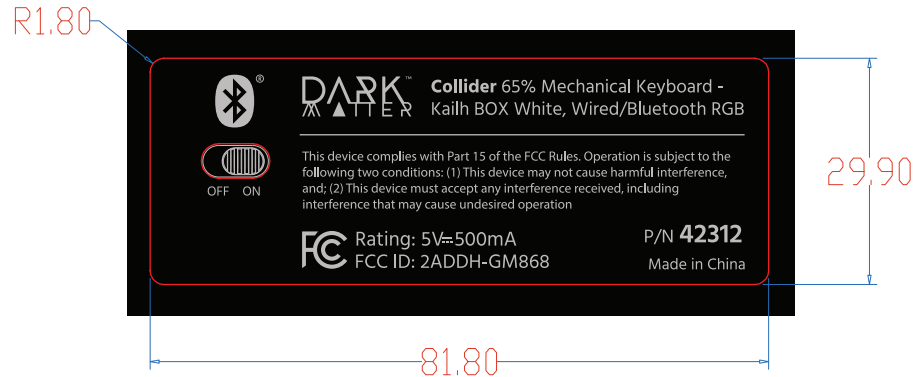 R1.80
®
DARK™
MATTER
Collider 65% Mechanical Keyboard -
Kailh BOX White, Wired/Bluetooth RGB
OFF ON
This device complies with Part 15 of the FCC Rules. Operation is subject to the
following two conditions: (1) This device may not cause harmful interference,
and; (2) This device must accept any interference received, including
interference that may cause undesired operation
FC Rating: 5V⎓500mA
FCC ID: 2ADDH-GM868
P/N 42312
Made in China
29.90
81.80